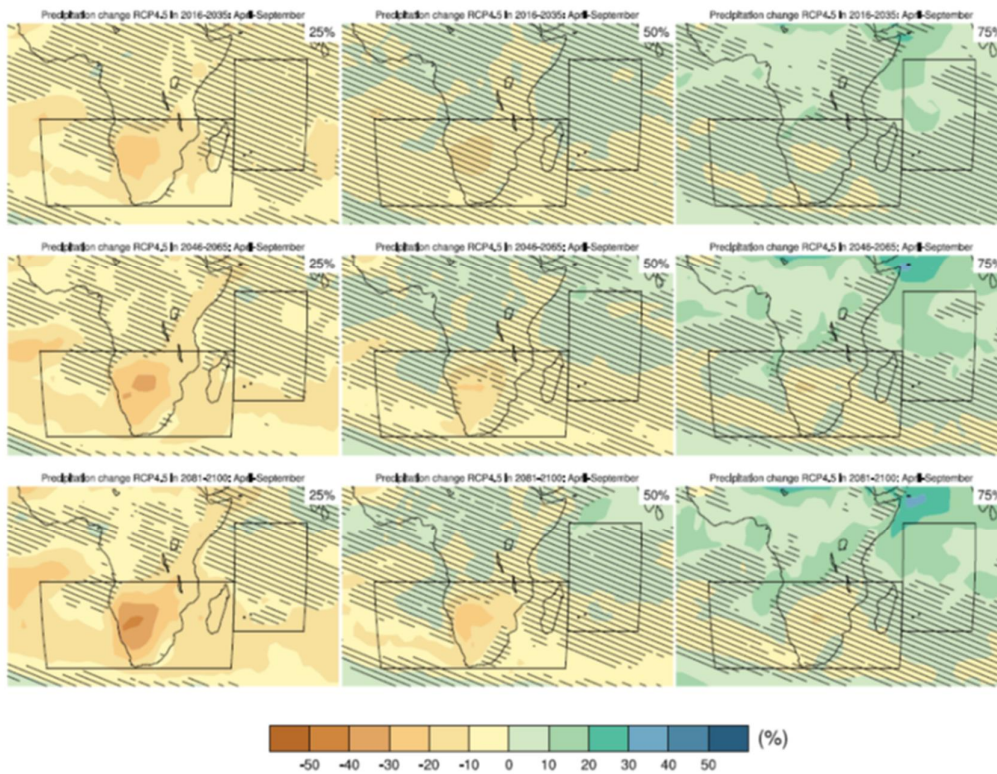 Precipitation change RCP4.5 in 2016-2035: April-September
25%
Precipitation change RCP4.5 in 2016-2035: April-September
50%
Precipitation change RCP4.5 in 2016-2035: April-September
75%
Precipitation change RCP4.5 in 2046-2065: April-September
25%
Precipitation change RCP4.5 in 2046-2065: April-September
50%
Precipitation change RCP4.5 in 2046-2065: April-September
75%
Precipitation change RCP4.5 in 2081-2100: April-September
25%
Precipitation change RCP4.5 in 2081-2100: April-September
50%
Precipitation change RCP4.5 in 2081-2100: April-September
75%
(%)
-50 -40 -30 -20 -10 0 10 20 30 40 50